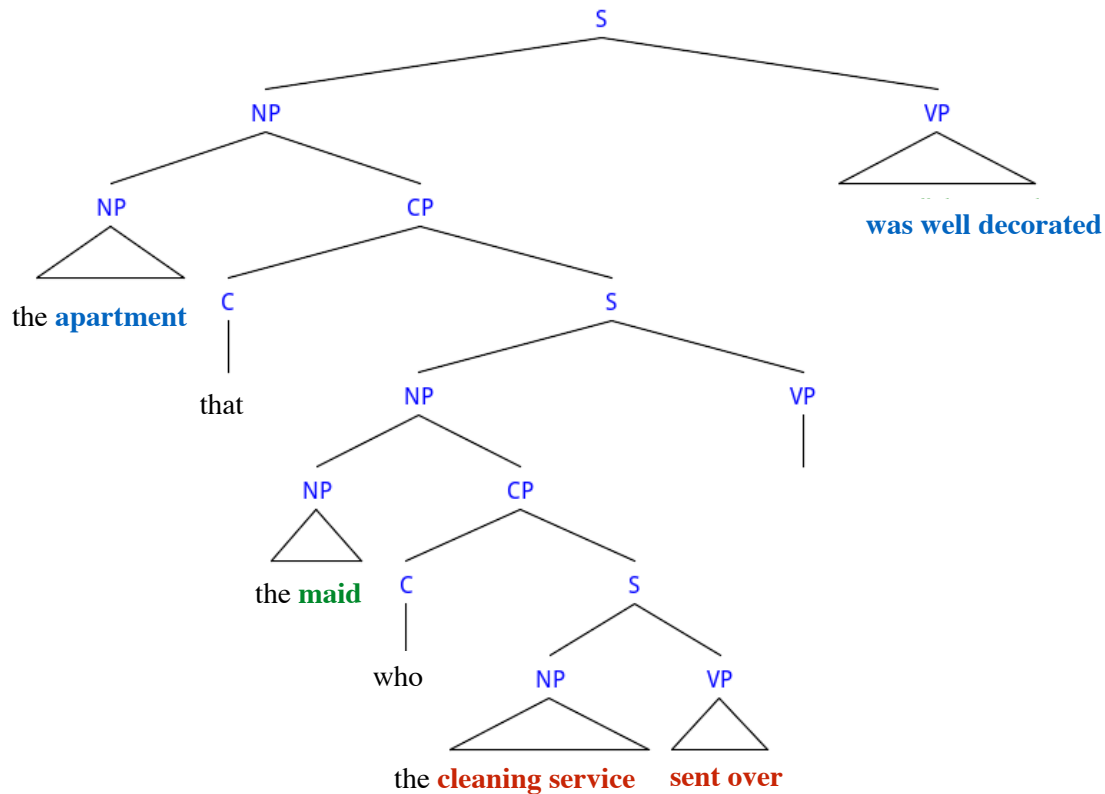 S
NP VP
NP CP
was well decorated
C S
the apartment
that
NP VP
NP CP
the maid
C S
who
NP VP
the cleaning service sent over